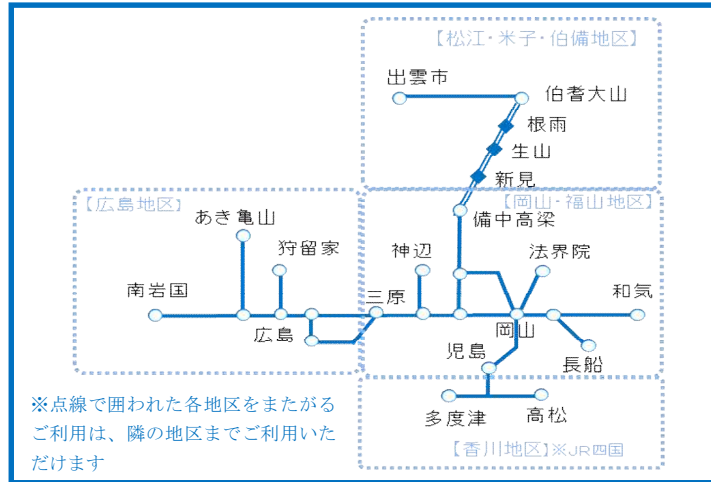 【松江・米子・伯備地区】
出雲市
伯耆大山
根雨
生山
新見
【広島地区】
【岡山・福山地区】
あき亀山
備中高梁
狩留家
神辺
法界院
南岩国
三原
和気
広島
岡山
児島
長船
※点線で囲われた各地区をまたがる
ご利用は、隣の地区までご利用いた
だけます
多度津
高松
【香川地区】※JR四国